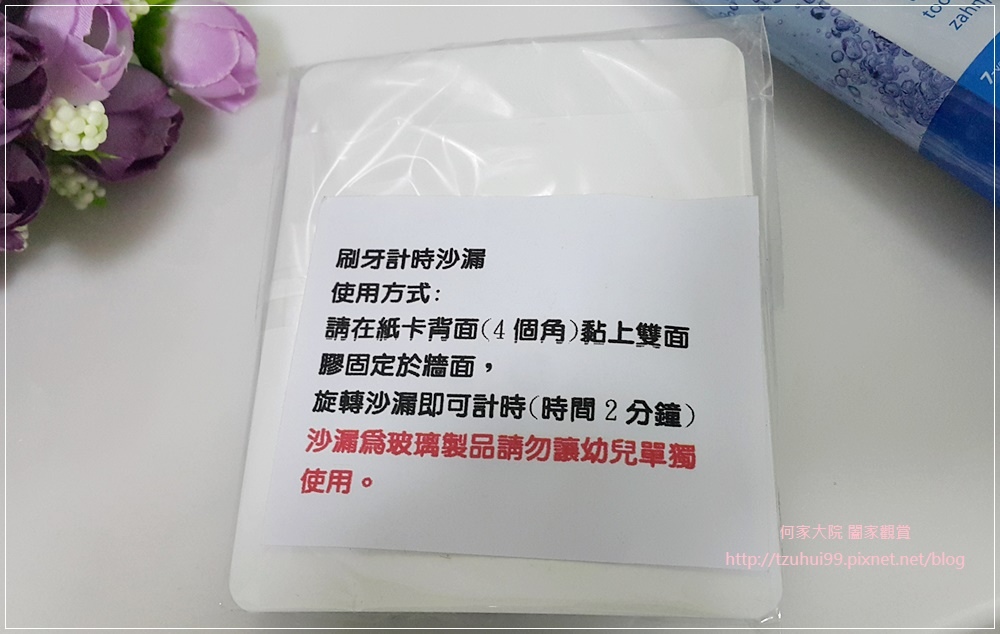 刷牙計時沙漏
使用方式:
請在紙卡背面(4個角)黏上雙面
膠固定於牆面，
旋轉沙漏即可計時(時間2分鐘)
沙漏為玻璃製品請勿讓幼兒單獨
使用。
何家大院 闔家觀賞
http://tzuhui99.pixnet.net/blog